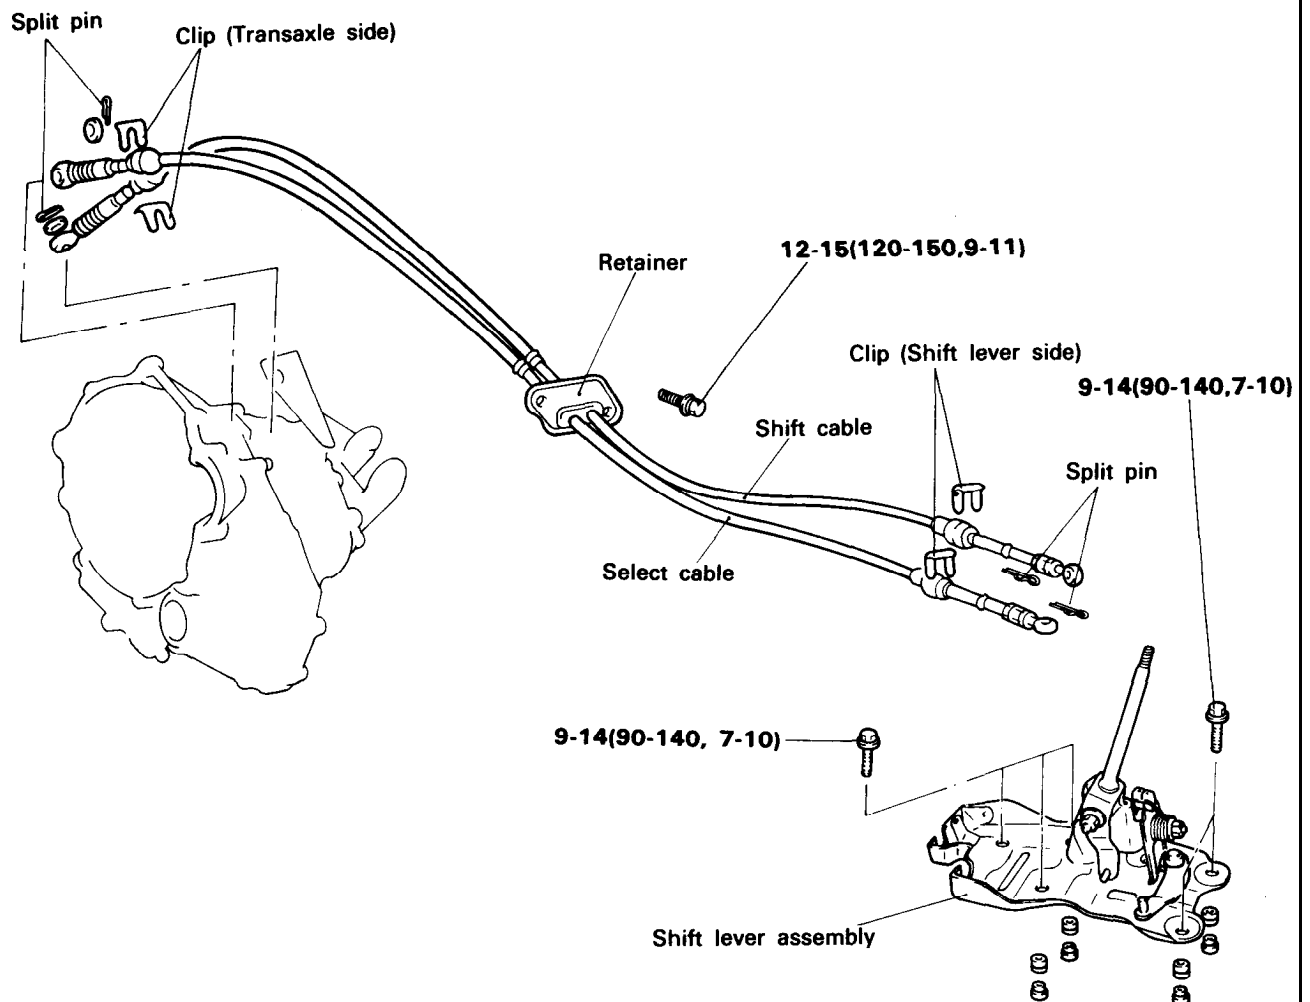 Split pin
Clip (Transaxle side)
Retainer
12-15(120-150,9-11)
Clip (Shift lever side)
9-14(90-140,7-10)
Shift cable
Split pin
Select cable
9-14(90-140, 7-10)
Shift lever assembly